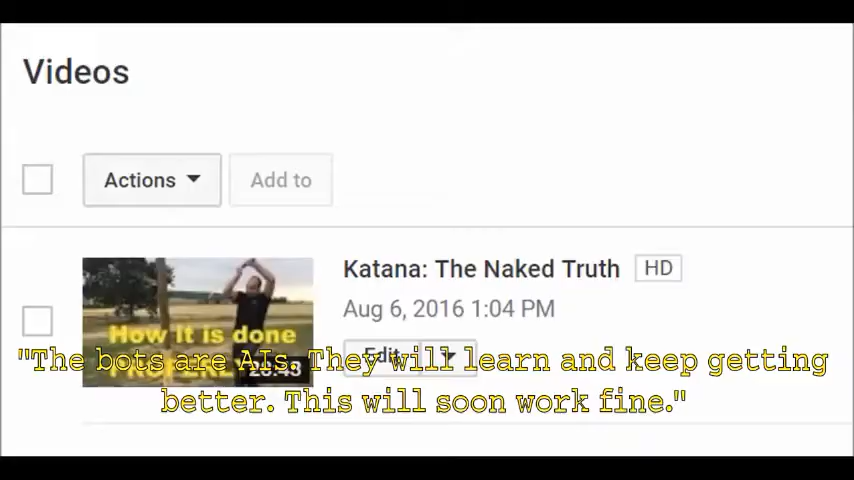 Videos
Actions
Add to
Katana: The Naked Truth HD
Aug 6, 2016 1:04 PM
How it is done
Edit
"The bots are AIs. They will learn and keep getting
better. This will soon work fine."